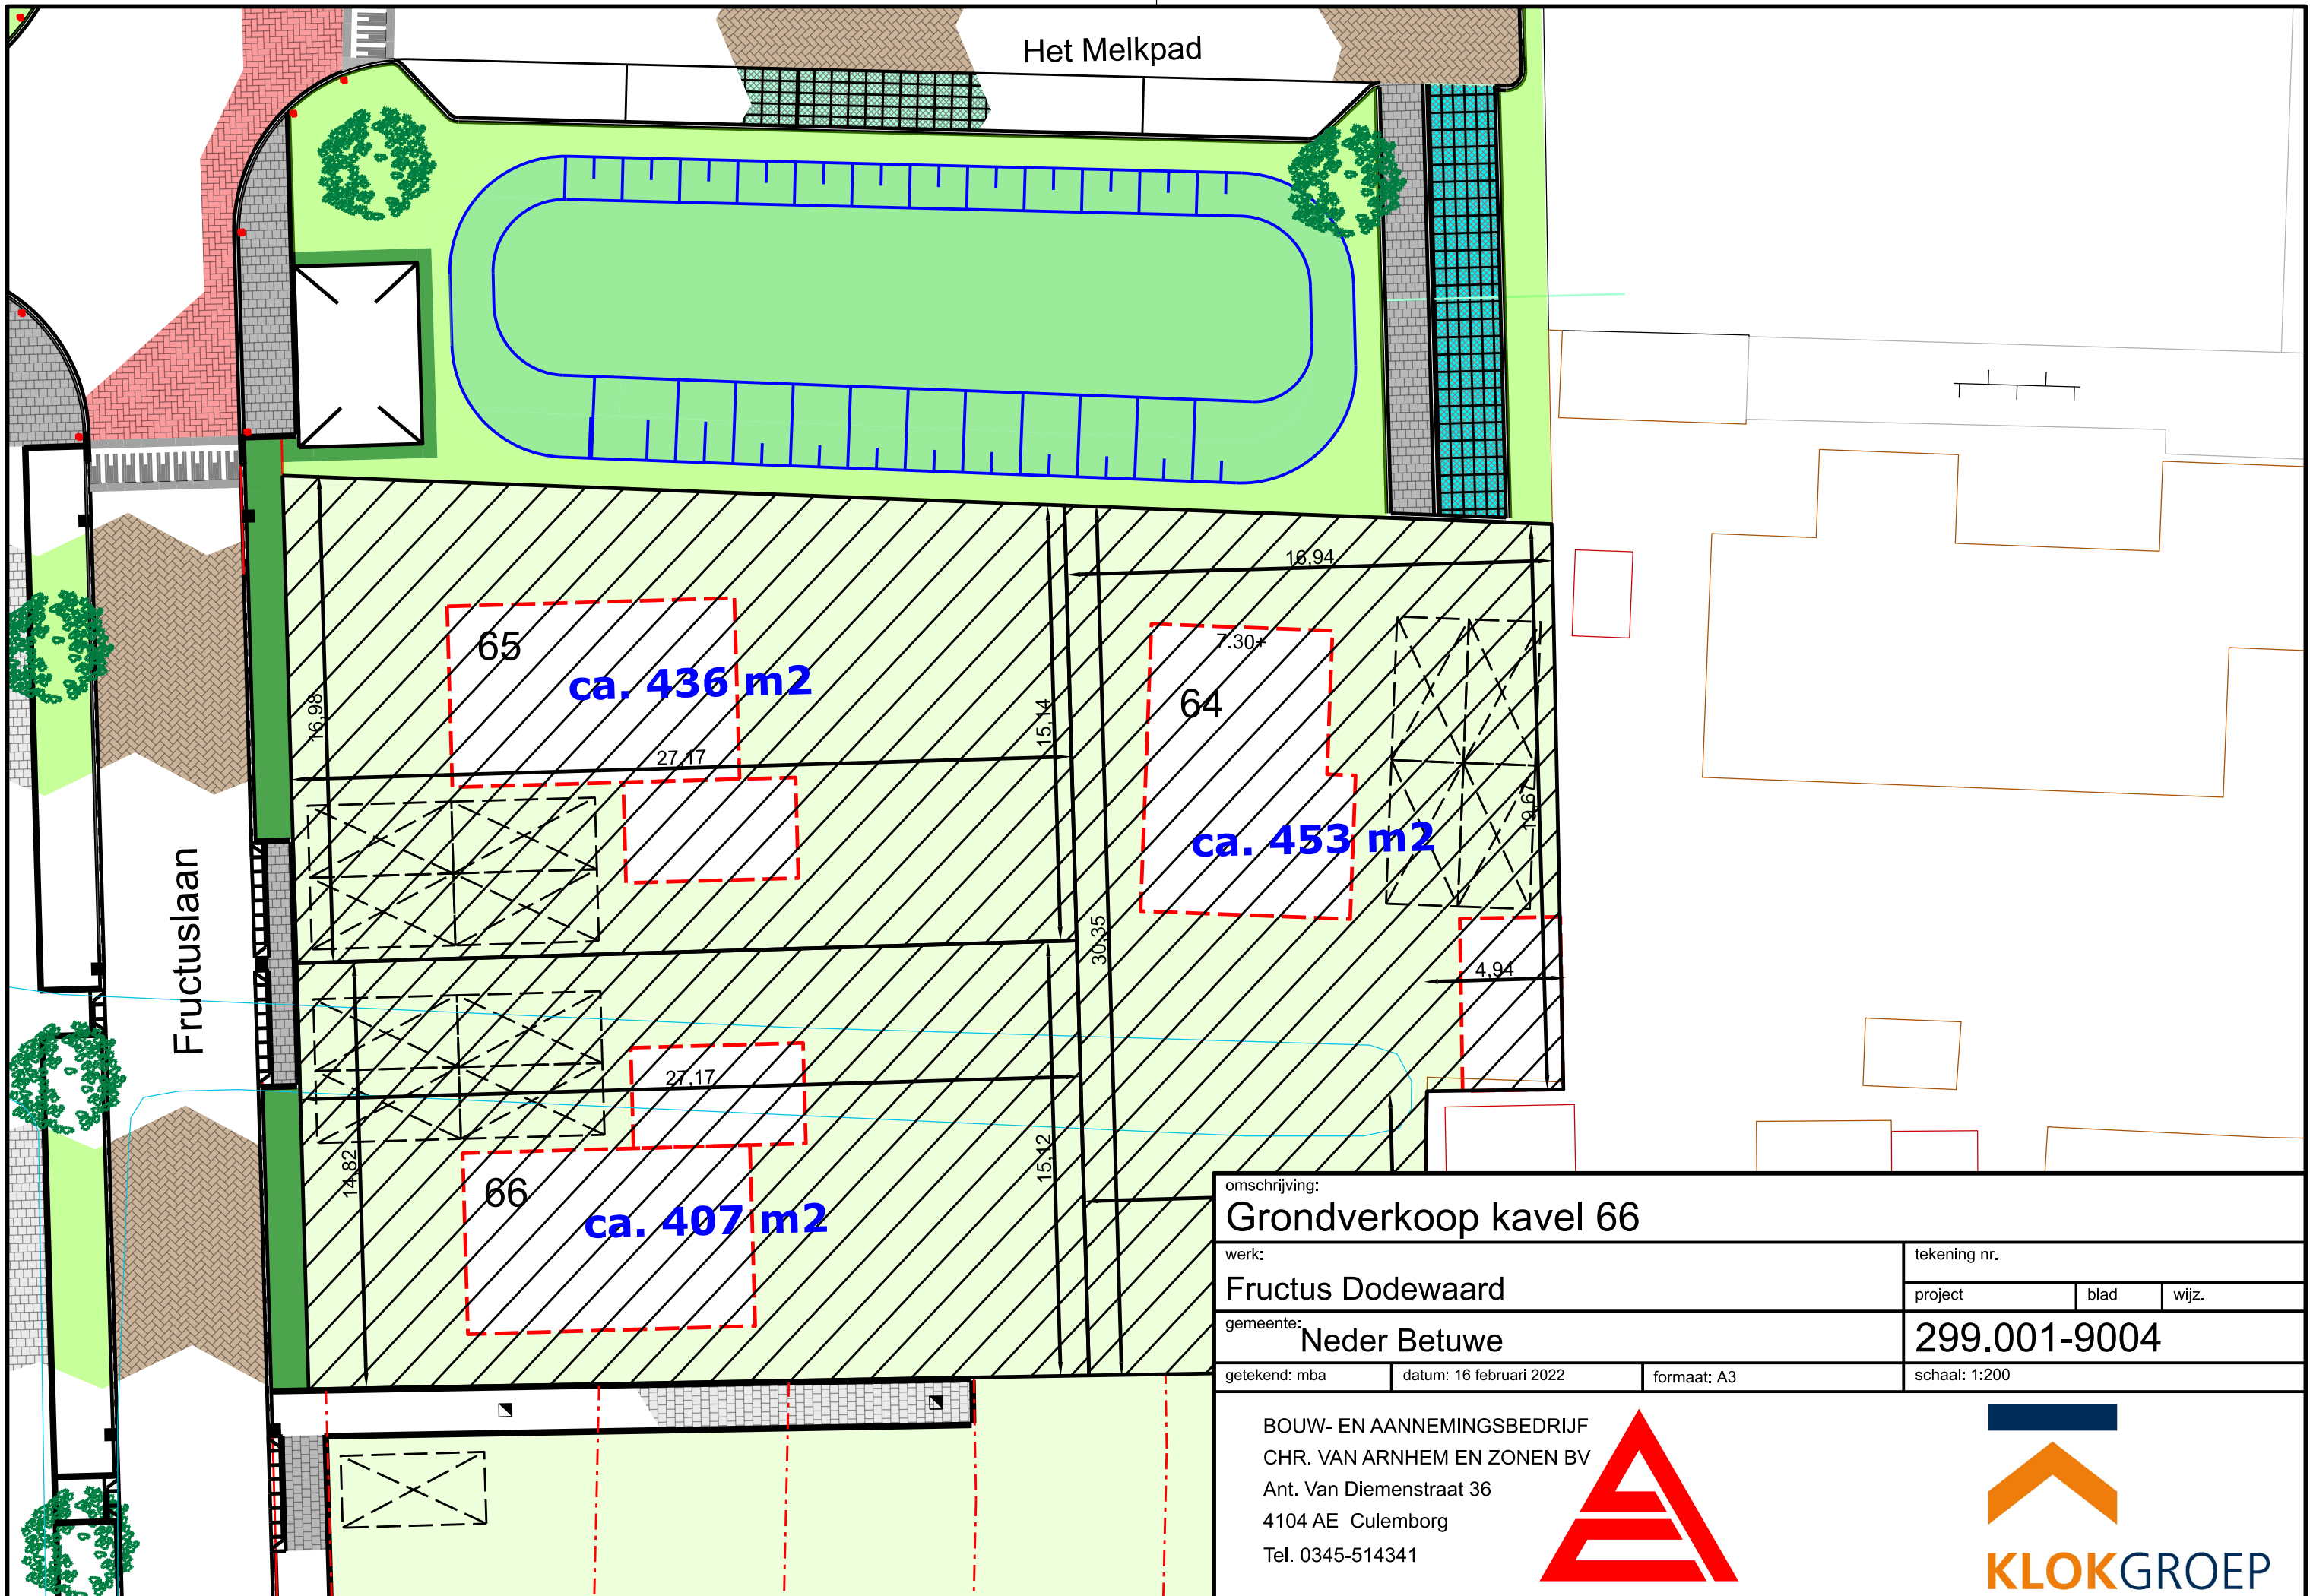 Het Melkpad
16,94
65
7.30+
ca. 436 m2
64
16,98
15,14
27,17
19,67
ca. 453 m2
Fructuslaan
30,35
4,94
27,17
14,82
15,12
66
ca. 407 m2
omschrijving:
Grondverkoop kavel 66
werk:
Fructus Dodewaard
tekening nr.
project
blad
wijz.
gemeente:
Neder Betuwe
299.001-9004
getekend: mba
datum: 16 februari 2022
formaat: A3
schaal: 1:200
BOUW- EN AANNEMINGSBEDRIJF
CHR. VAN ARNHEM EN ZONEN BV
Ant. Van Diemenstraat 36
4104 AE Culemborg
Tel. 0345-514341
KLOKGROEP